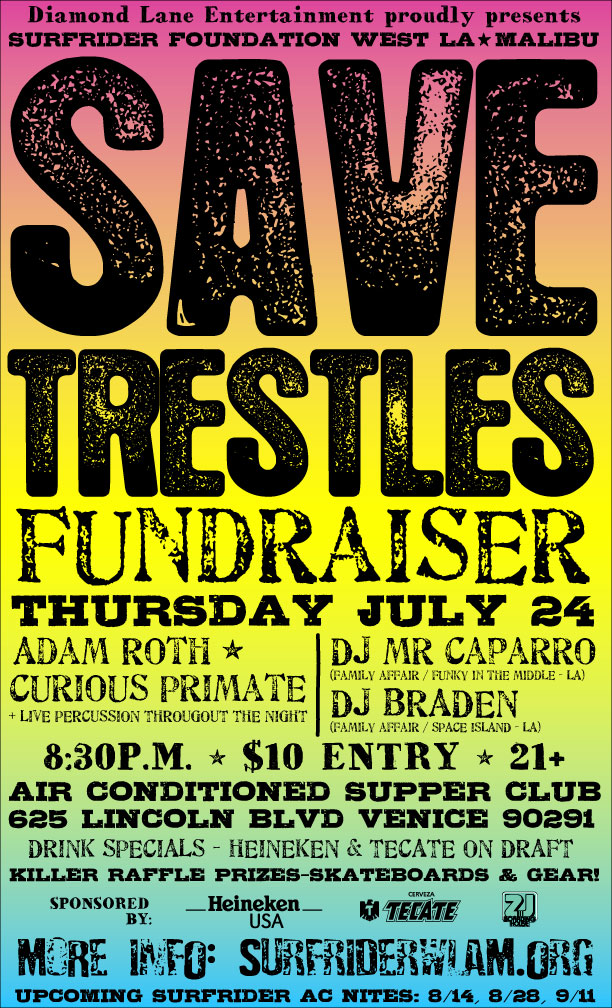 Diamond Lane Entertainment proudly presents
SURFRIDER FOUNDATION WEST LA★MALIBU
SAVE
TRESTLES
FUNDRAISER
THURSDAY JULY 24
ADAM ROTH ★
CURIOUS PRIMATE
+ LIVE PERCUSSION THROUGOUT THE NIGHT
DJ MR CAPARRO
(FAMILY AFFAIR / FUNKY IN THE MIDDLE - LA)
DJ BRADEN
(FAMILY AFFAIR / SPACE ISLAND - LA)
8:30P.M. ★ $10 ENTRY ★ 21+
AIR CONDITIONED SUPPER CLUB
625 LINCOLN BLVD VENICE 90291
DRINK SPECIALS - HEINEKEN & TECATE ON DRAFT
KILLER RAFFLE PRIZES-SKATEBOARDS & GEAR!
SPONSORED
BY:
Heineken
USA
CERVEZA
TECATE
ZJ
BOARDING
HOUSE
MORE INFO: SURFRIDERWLAM.ORG
UPCOMING SURFRIDER AC NITES: 8/14, 8/28, 9/11